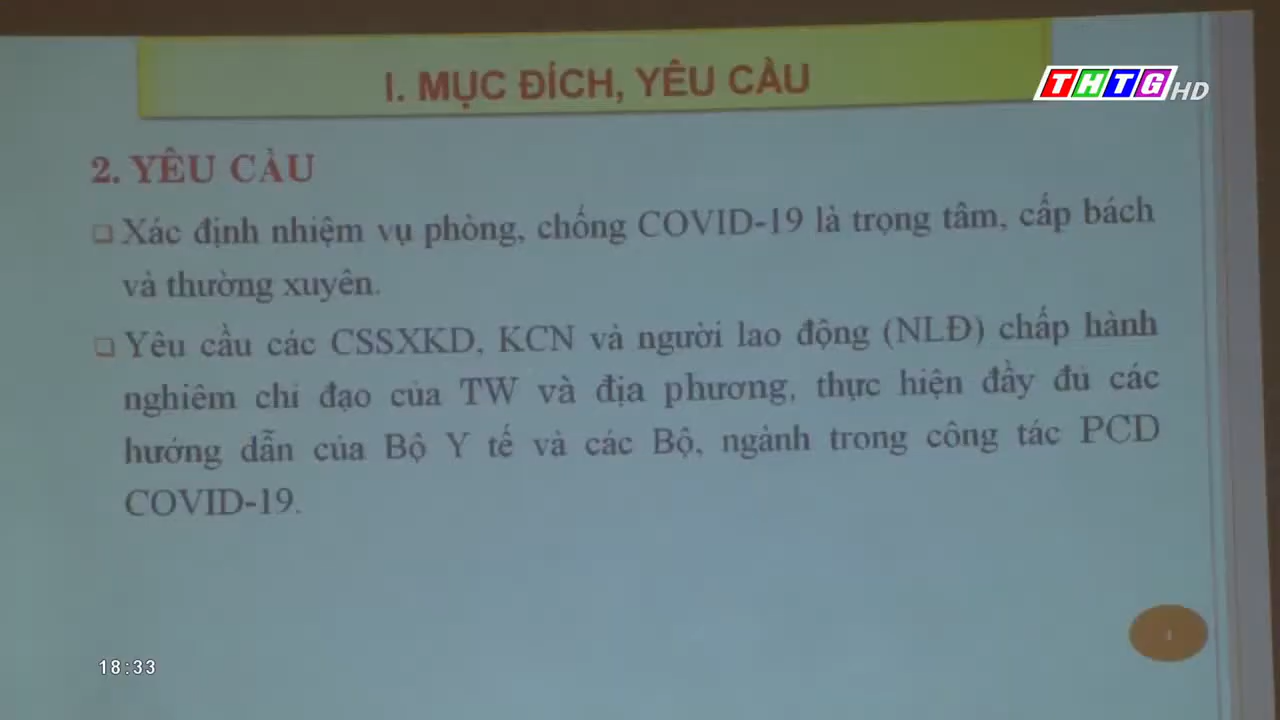 I. MỤC ĐÍCH, YÊU CẦU
THTG HD
2. YÊU CẦU
❑ Xác định nhiệm vụ phòng, chống COVID-19 là trọng tâm, cấp bách
và thường xuyên.
❑ Yêu cầu các CSSXKD, KCN và người lao động (NLĐ) chấp hành
nghiêm chỉ đạo của TW và địa phương, thực hiện đầy đủ các
hướng dẫn của Bộ Y tế và các Bộ, ngành trong công tác PCD
COVID-19.
4
18:33